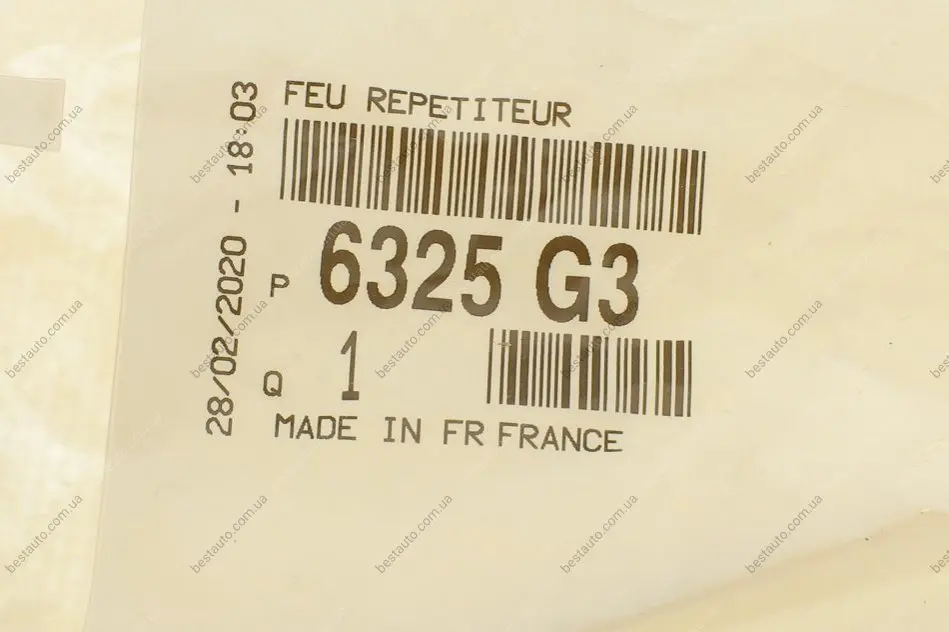 FEU REPETITEUR
P 6325 G3
Q 1
MADE IN FR FRANCE
28/02/2020 - 18:03
bestauto.com.ua